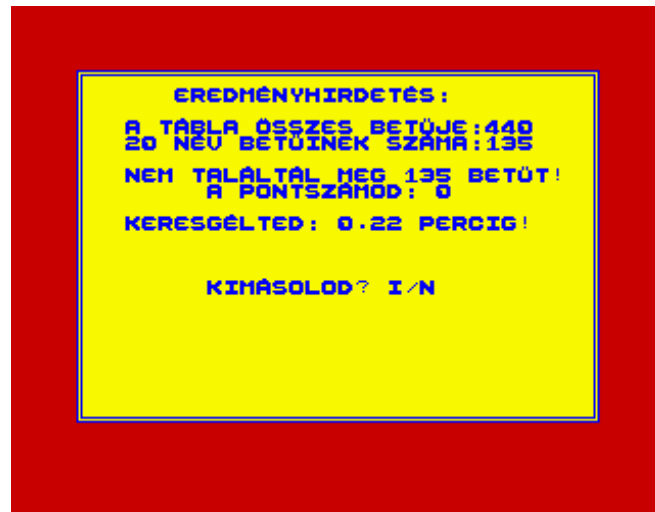 EREDMÉNYHIRDETÉS:
A TÁBLA ÖSSZES BETŰJE:440
20 NÉV BETŰINEK SZÁMA:135
NEM TALÁLTÁL MEG 135 BETŰT!
A PONTSZÁMOD: 0
KERESGÉLTED: 0.22 PERCIG!
KIMÁSOLOD? I/N